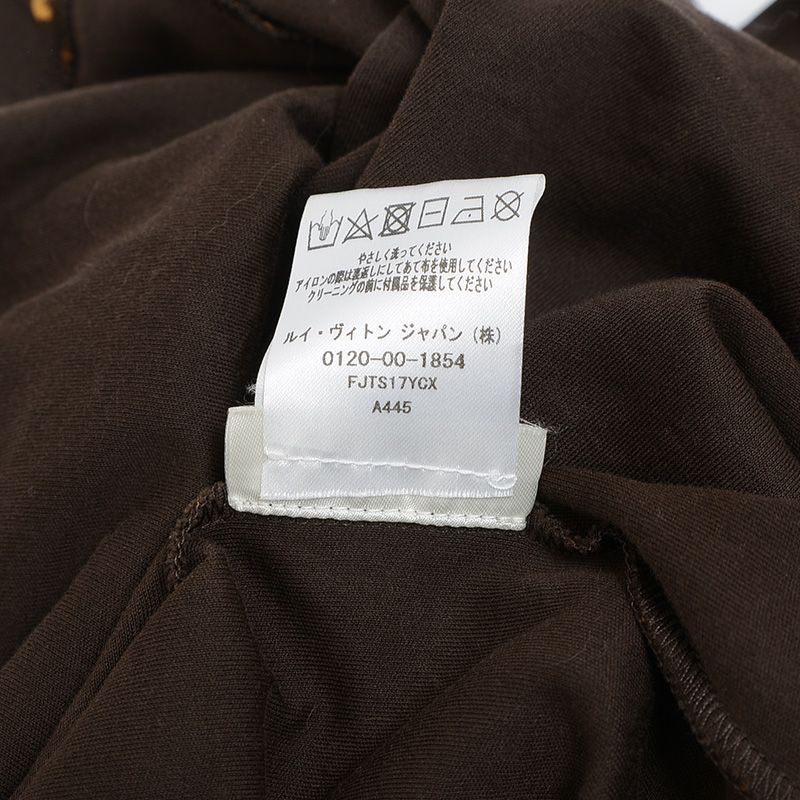 やさしく洗ってください
アイロンの際は裏返しにしてあて布を使用してください
クリーニングの前に付属品を保護してください
ルイ・ヴィトン ジャパン (株)
0120-00-1854
FJTS17YCX
A445